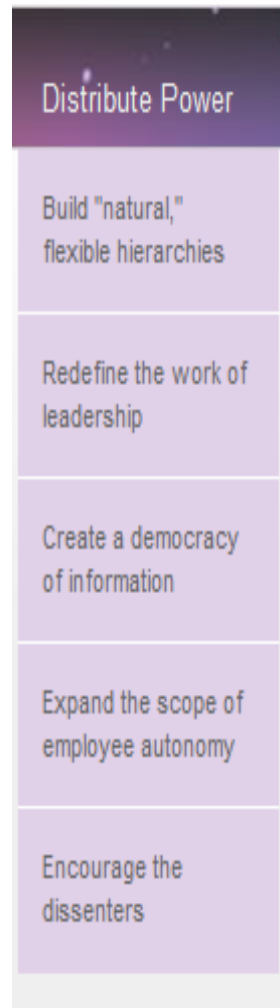 Distribute Power
Build "natural,"
flexible hierarchies
Redefine the work of
leadership
Create a democracy
of information
Expand the scope of
employee autonomy
Encourage the
dissenters